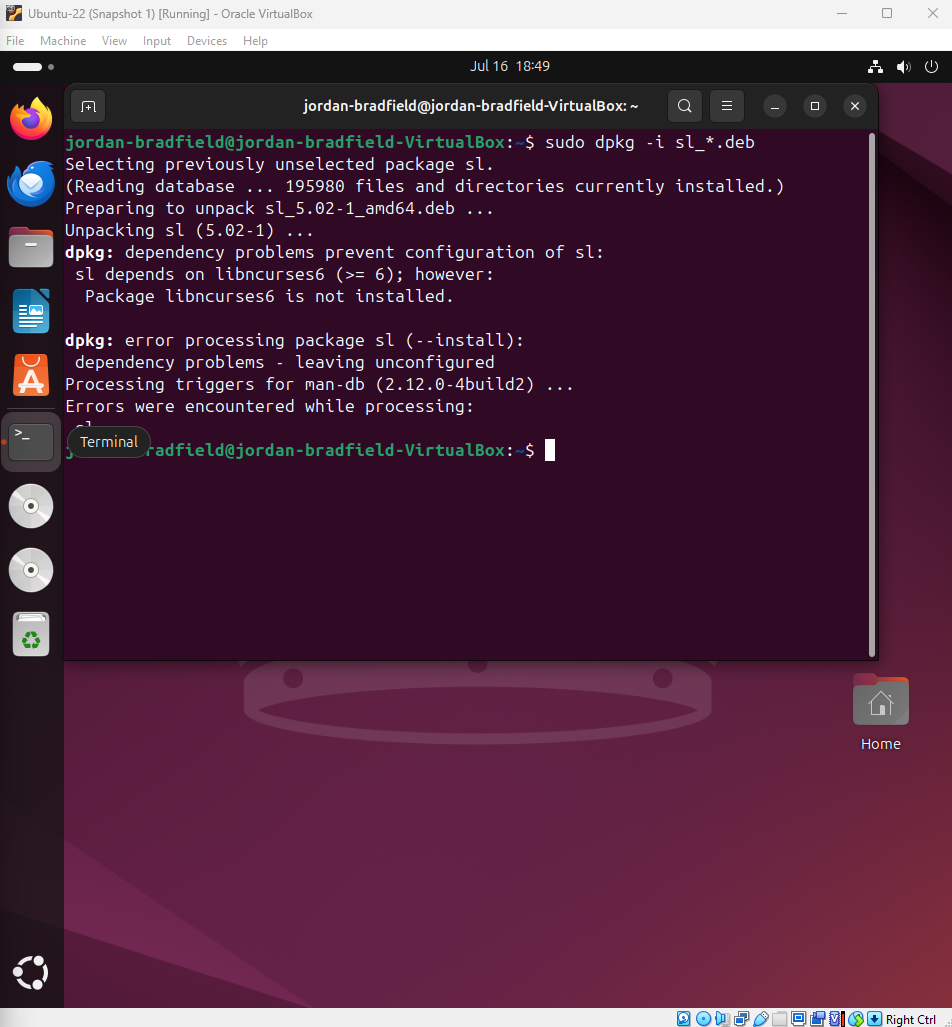 Ubuntu-22 (Snapshot 1) [Running] - Oracle VirtualBox
File Machine View Input Devices Help
Jul 16 18:49
jordan-bradfield@jordan-bradfield-VirtualBox: ~
jordan-bradfield@jordan-bradfield-VirtualBox:~$ sudo dpkg -i sl_*.deb
Selecting previously unselected package sl.
(Reading database ... 195980 files and directories currently installed.)
Preparing to unpack sl_5.02-1_amd64.deb ...
Unpacking sl (5.02-1) ...
dpkg: dependency problems prevent configuration of sl:
sl depends on libncurses6 (>= 6); however:
Package libncurses6 is not installed.
dpkg: error processing package sl (--install):
dependency problems - leaving unconfigured
Processing triggers for man-db (2.12.0-4build2) ...
Errors were encountered while processing:
Terminal
radfield@jordan-bradfield-VirtualBox:~$
Home
Right Ctrl